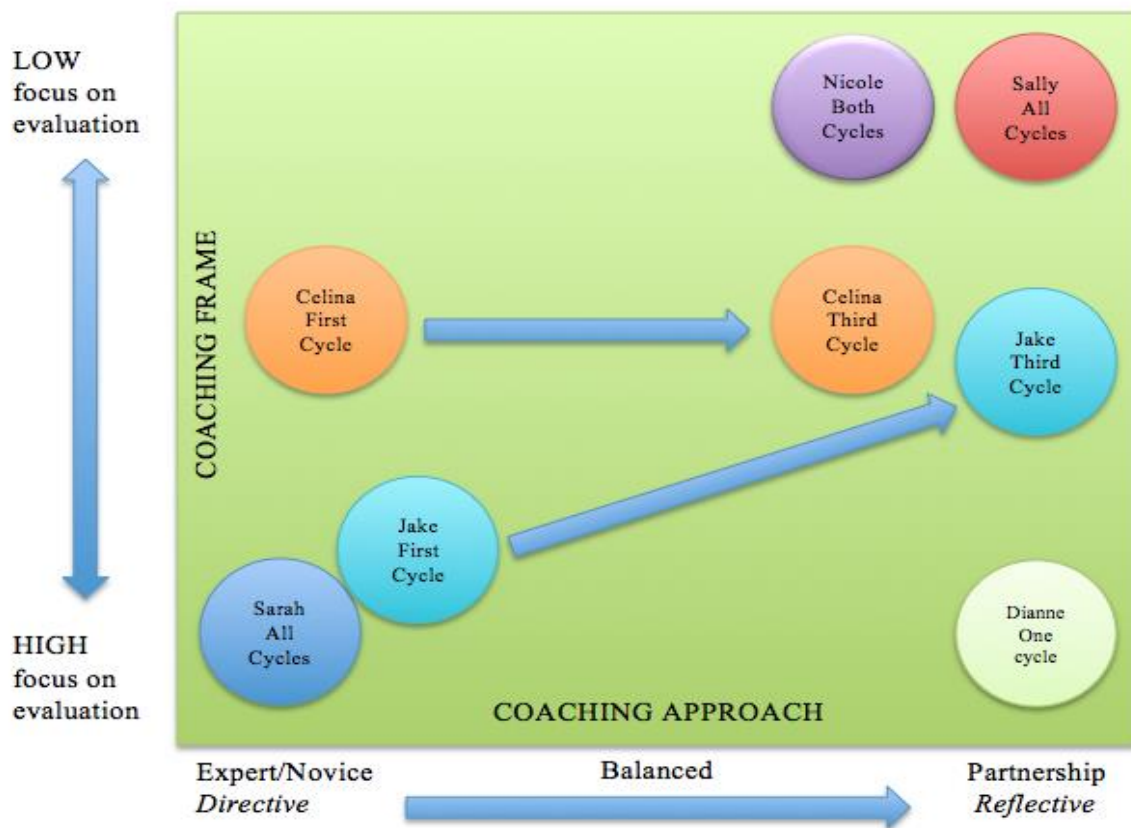 LOW
focus on
evaluation
HIGH
focus on
evaluation
COACHING FRAME
Nicole
Both
Cycles
Sally
All
Cycles
Celina
First
Cycle
Celina
Third
Cycle
Jake
Third
Cycle
Jake
First
Cycle
Sarah
All
Cycles
Dianne
One
cycle
COACHING APPROACH
Expert/Novice
Directive
Balanced
Partnership
Reflective